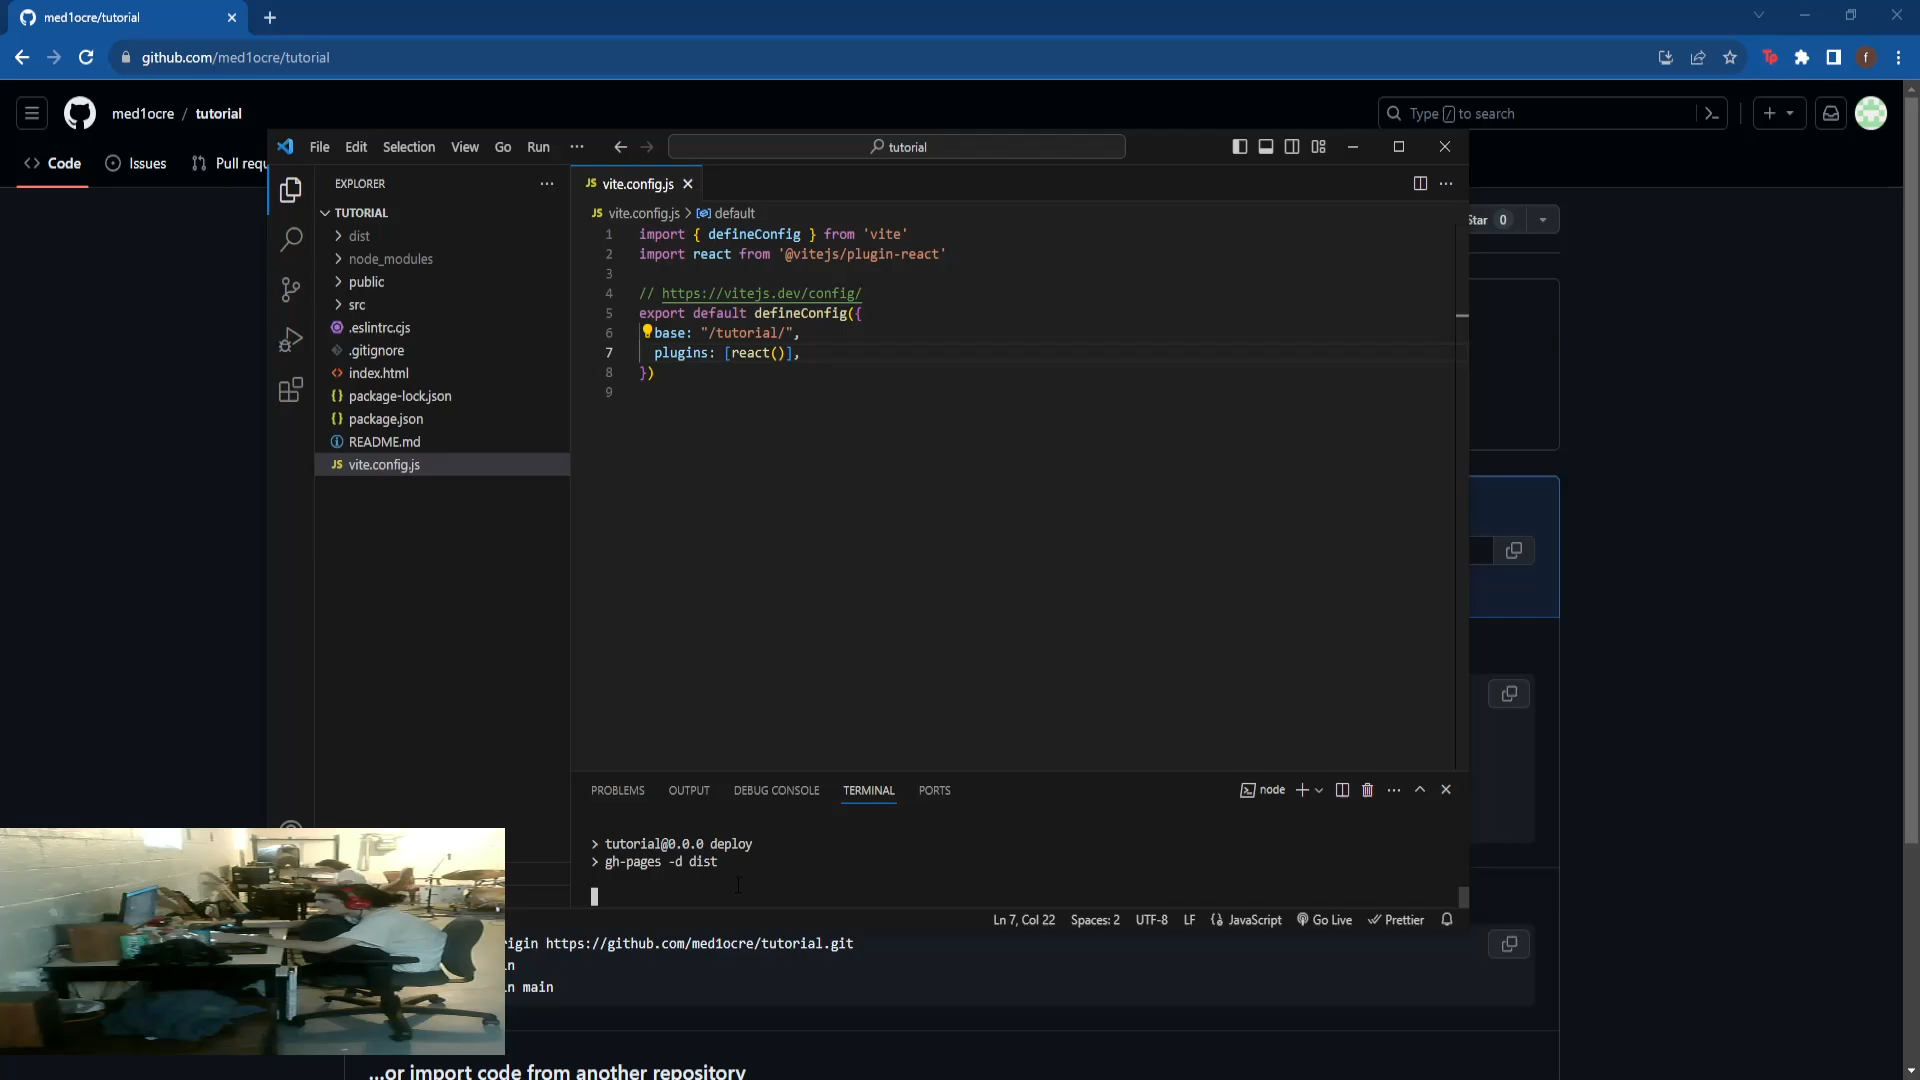 med1ocre/tutorial
github.com/med1ocre/tutorial
Tp
f
med1ocre / tutorial
Type / to search
Code
Issues
Pull requ
Star 0
File Edit Selection View Go Run
tutorial
EXPLORER
TUTORIAL
dist
node_modules
public
src
.eslintrc.cjs
.gitignore
index.html
package-lock.json
package.json
README.md
JS vite.config.js
JS vite.config.js
JS vite.config.js > default
1 import { defineConfig } from 'vite'
2 import react from '@vitejs/plugin-react'
3
4 // https://vitejs.dev/config/
5 export default defineConfig({
6 base: "/tutorial/",
7 plugins: [react()],
8 })
9
PROBLEMS OUTPUT DEBUG CONSOLE TERMINAL PORTS
node
> tutorial@0.0.0 deploy
> gh-pages -d dist
Ln 7, Col 22 Spaces: 2 UTF-8 LF {} JavaScript Go Live Prettier
igin https://github.com/med1ocre/tutorial.git
in
n main
...or import code from another repository